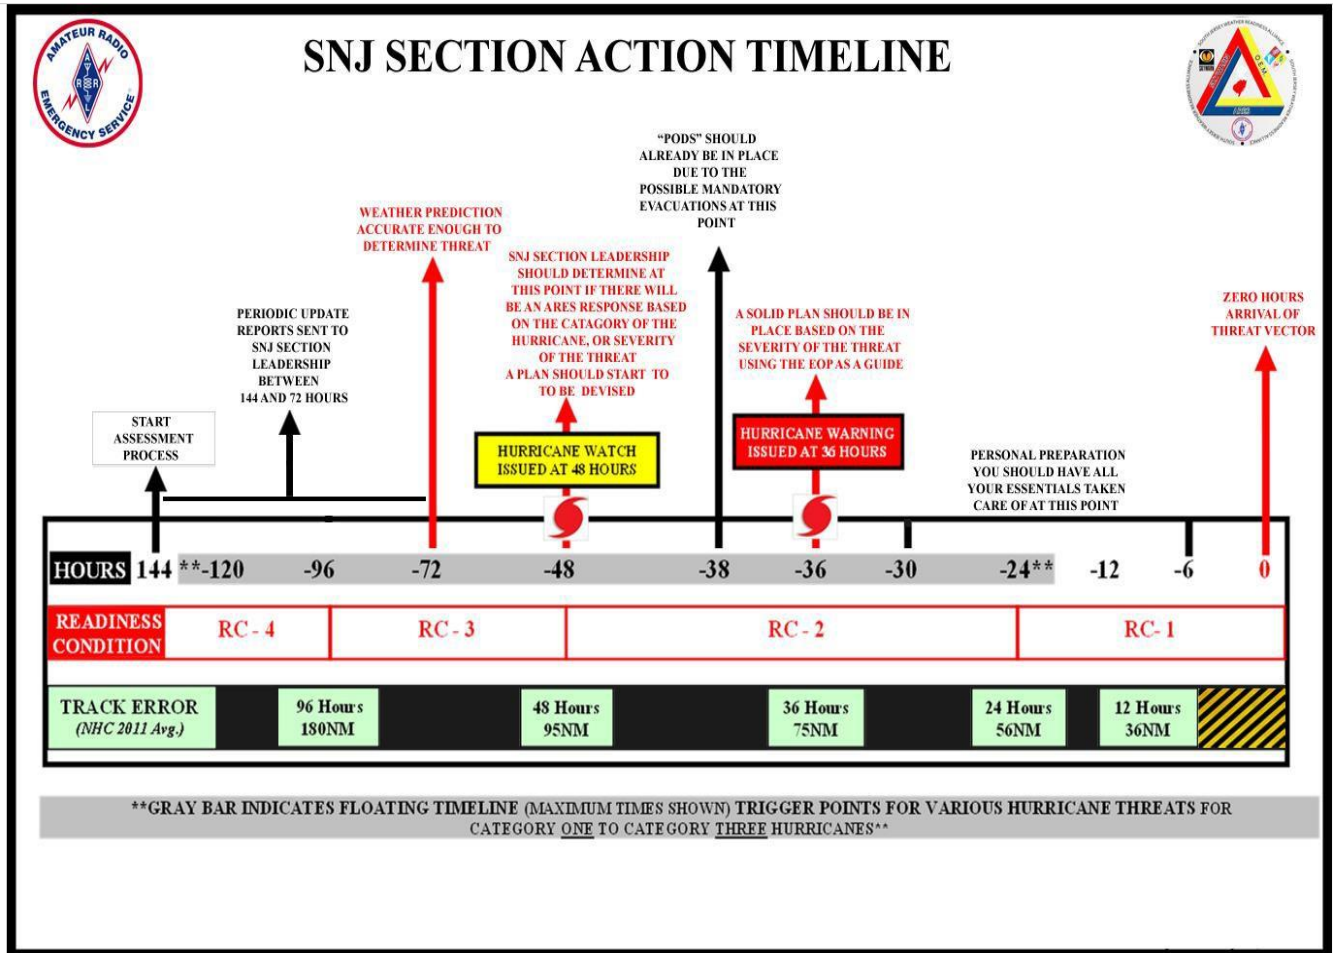 AMATEUR RADIO
EMERGENCY SERVICE
A
R R
L
SNJ SECTION ACTION TIMELINE
SOUTH JERSEY WEATHER READINESS ALLIANCE
SKYWARN
O.E.M.
ARES
"PODS" SHOULD
ALREADY BE IN PLACE
DUE TO THE
POSSIBLE MANDATORY
EVACUATIONS AT THIS
POINT
WEATHER PREDICTION
ACCURATE ENOUGH TO
DETERMINE THREAT
SNJ SECTION LEADERSHIP
SHOULD DETERMINE AT
THIS POINT IF THERE WILL
BE AN ARES RESPONSE BASED
ON THE CATAGORY OF THE
HURRICANE, OR SEVERITY
OF THE THREAT
A PLAN SHOULD START TO
TO BE DEVISED
ZERO HOURS
ARRIVAL OF
THREAT VECTOR
PERIODIC UPDATE
REPORTS SENT TO
SNJ SECTION
LEADERSHIP
BETWEEN
144 AND 72 HOURS
A SOLID PLAN SHOULD BE IN
PLACE BASED ON THE
SEVERITY OF THE THREAT
USING THE EOP AS A GUIDE
START
ASSESSMENT
PROCESS
HURRICANE WATCH
ISSUED AT 48 HOURS
HURRICANE WARNING
ISSUED AT 36 HOURS
PERSONAL PREPARATION
YOU SHOULD HAVE ALL
YOUR ESSENTIALS TAKEN
CARE OF AT THIS POINT
HOURS 144 **-120 -96 -72 -48 -38 -36 -30 -24** -12 -6 0
READINESS
CONDITION
RC - 4 RC - 3 RC - 2 RC- 1
TRACK ERROR
(NHC 2011 Avg.)
96 Hours
180NM
48 Hours
95NM
36 Hours
75NM
24 Hours
56NM
12 Hours
36NM
**GRAY BAR INDICATES FLOATING TIMELINE (MAXIMUM TIMES SHOWN) TRIGGER POINTS FOR VARIOUS HURRICANE THREATS FOR
CATEGORY ONE TO CATEGORY THREE HURRICANES**